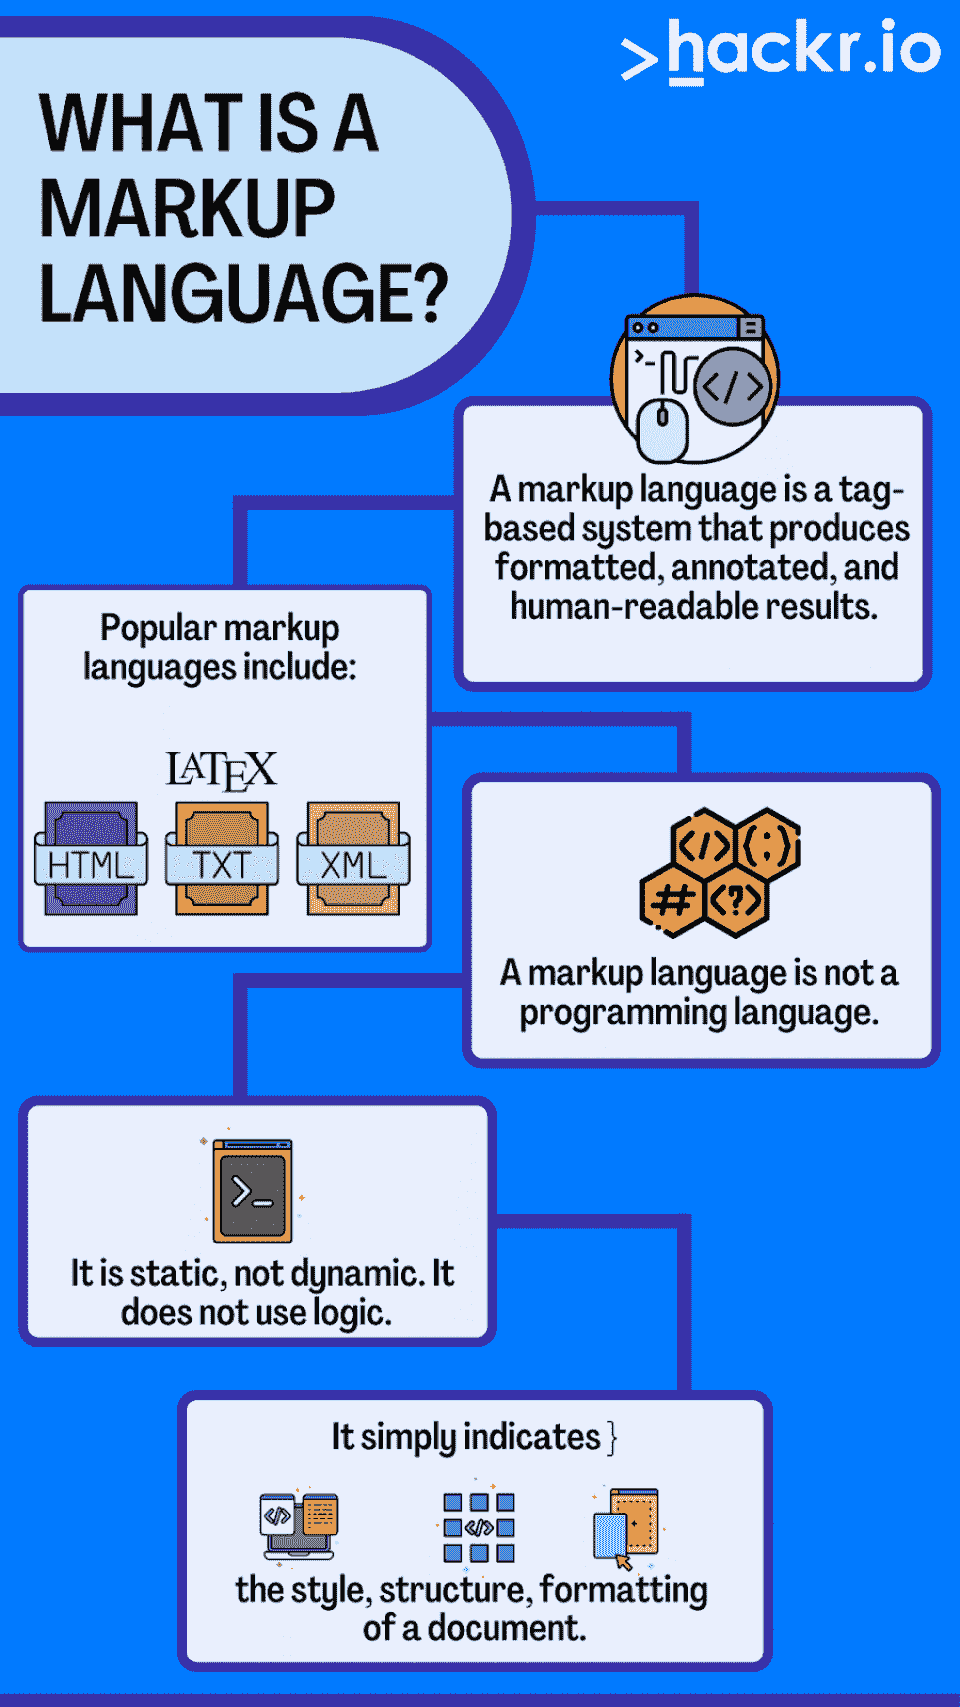 >hackr.io
WHAT IS A
MARKUP
LANGUAGE?
>_
</>
A markup language is a tag-
based system that produces
formatted, annotated, and
human-readable results.
Popular markup
languages include:
LATEX
HTML TXT XML
</> {;}
# <?>
A markup language is not a
programming language.
>_
It is static, not dynamic. It
does not use logic.
It simply indicates }
</> </>
the style, structure, formatting
of a document.